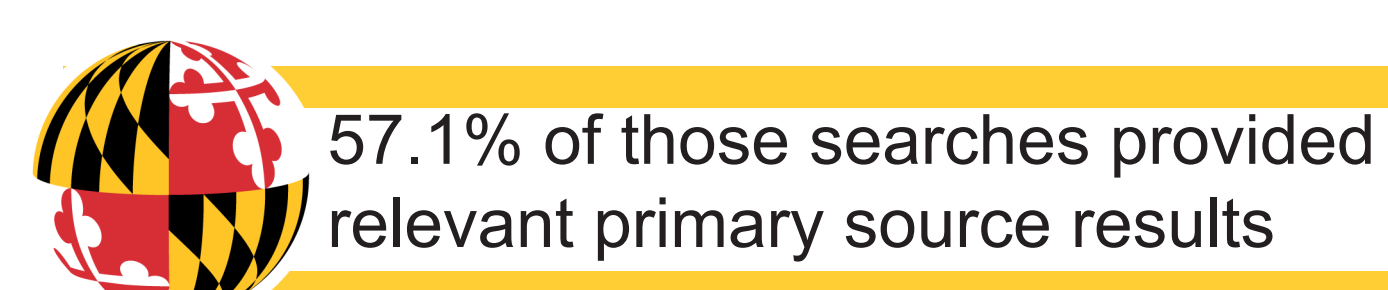 57.1% of those searches provided
relevant primary source results